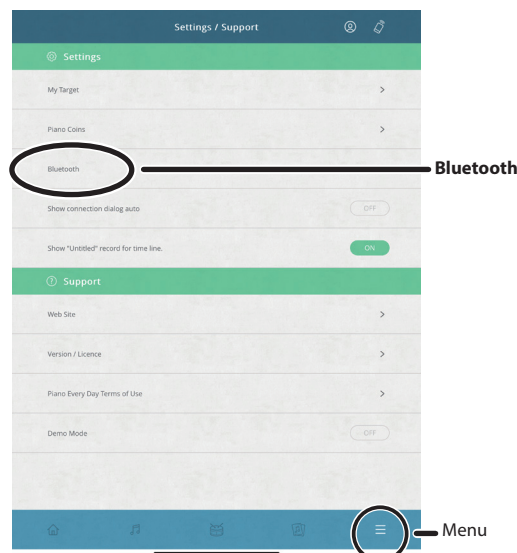 Settings / Support
Settings
My Target
Piano Coins
Bluetooth
Bluetooth
Show connection dialog auto
OFF
Show "Untitled" record for time line.
ON
Support
Web Site
Version / Licence
Piano Every Day Terms of Use
Demo Mode
OFF
Menu